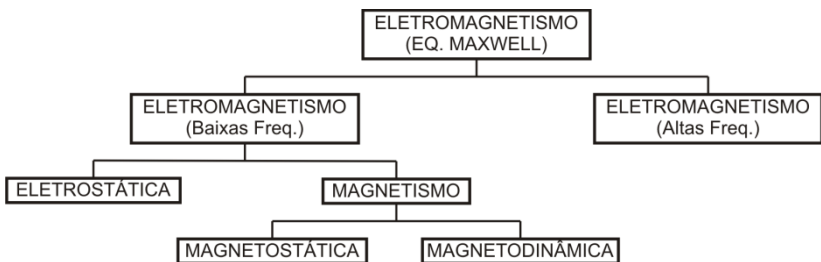 ELETROMAGNETISMO
(EQ. MAXWELL)
ELETROMAGNETISMO
(Baixas Freq.)
ELETROMAGNETISMO
(Altas Freq.)
ELETROSTÁTICA
MAGNETISMO
MAGNETOSTÁTICA
MAGNETODINÂMICA